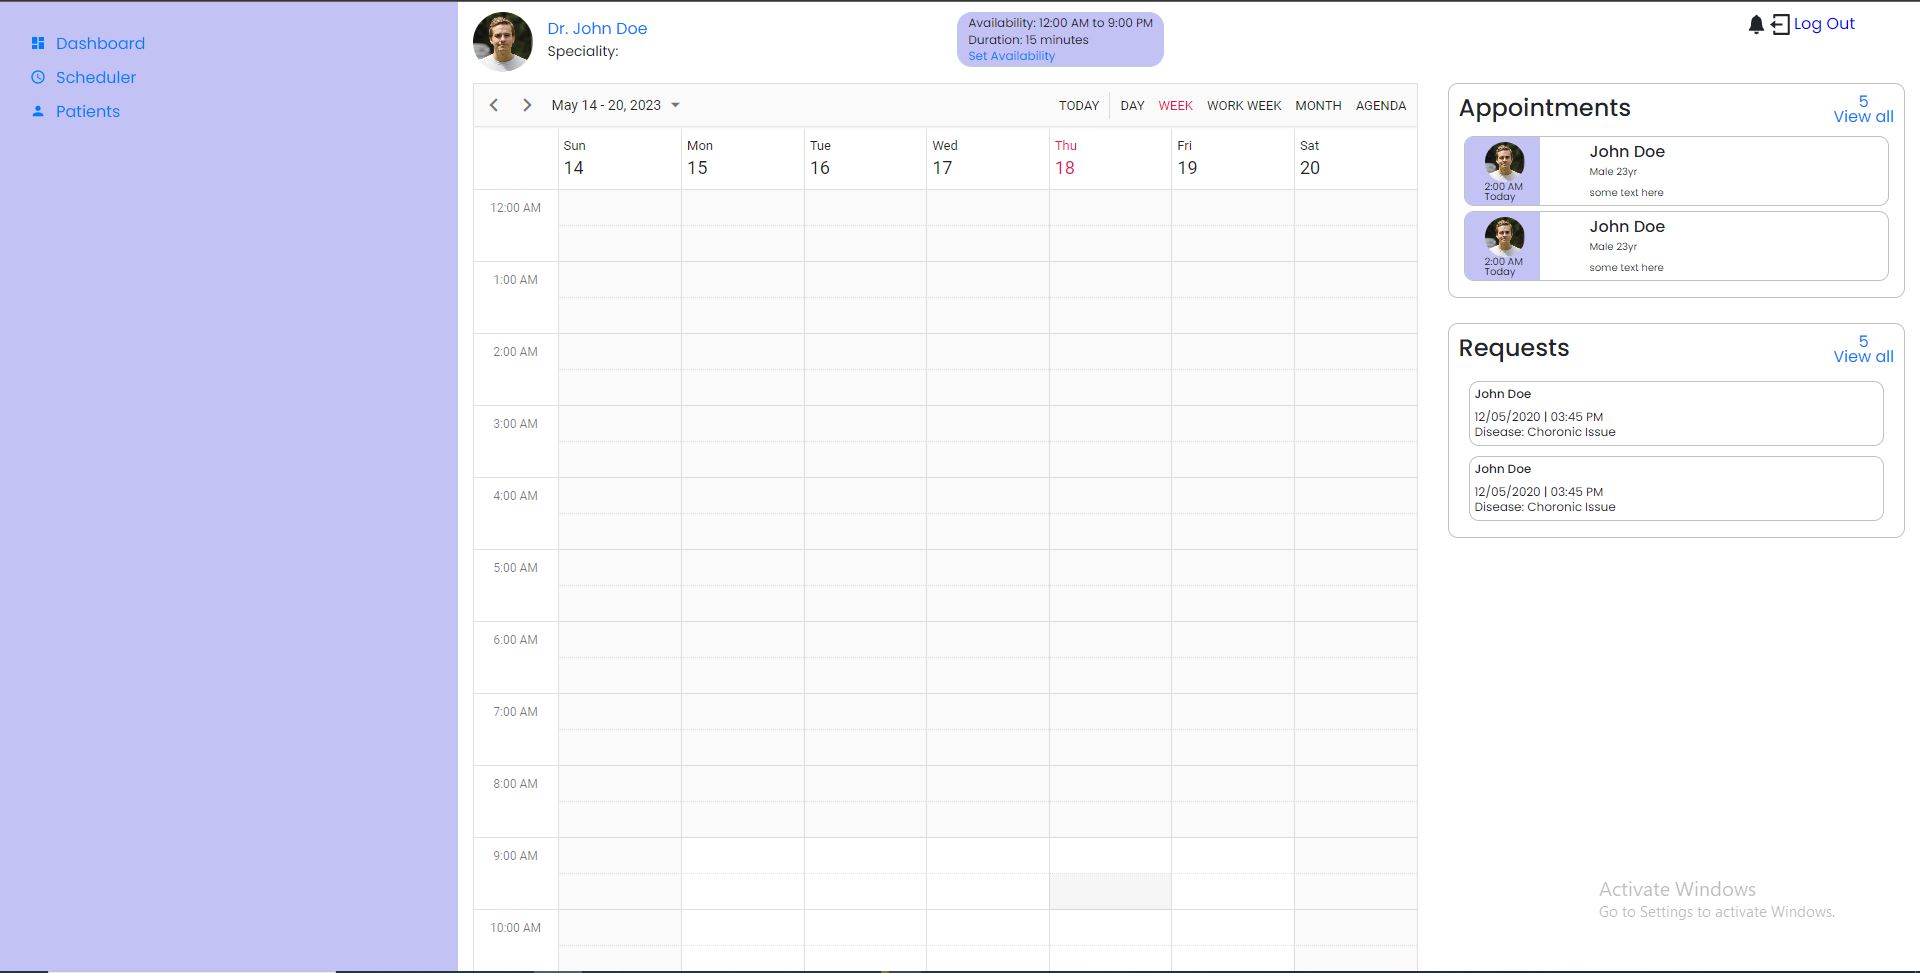 Dashboard
Scheduler
Patients
Dr. John Doe
Speciality:
Availability: 12:00 AM to 9:00 PM
Duration: 15 minutes
Set Availability
Log Out
May 14 - 20, 2023
TODAY DAY WEEK WORK WEEK MONTH AGENDA
Sun Mon Tue Wed Thu Fri Sat
14 15 16 17 18 19 20
12:00 AM
1:00 AM
2:00 AM
3:00 AM
4:00 AM
5:00 AM
6:00 AM
7:00 AM
8:00 AM
9:00 AM
10:00 AM
Appointments
5
View all
John Doe
Male 23yr
some text here
2:00 AM
Today
John Doe
Male 23yr
some text here
2:00 AM
Today
Requests
5
View all
John Doe
12/05/2020 | 03:45 PM
Disease: Choronic Issue
John Doe
12/05/2020 | 03:45 PM
Disease: Choronic Issue
Activate Windows
Go to Settings to activate Windows.